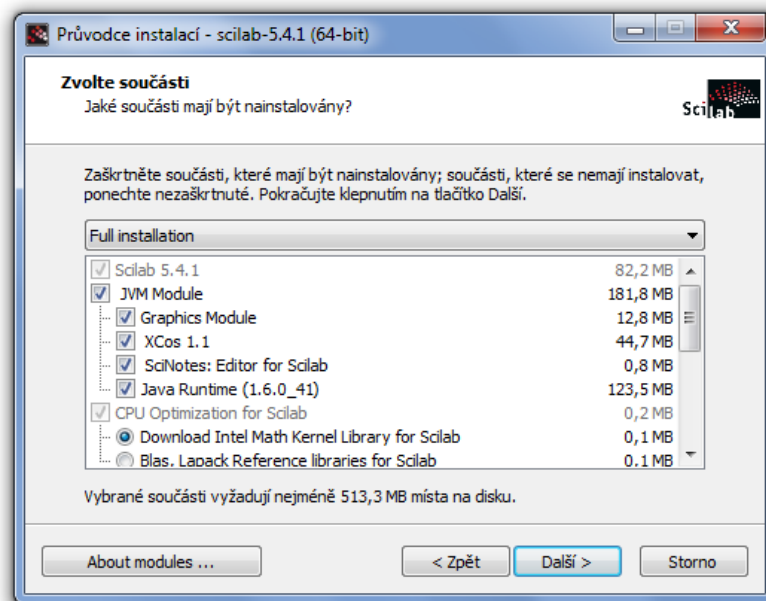 Průvodce instalací - scilab-5.4.1 (64-bit)
Zvolte součásti
Jaké součásti mají být nainstalovány?
Scilab
Zaškrtněte součásti, které mají být nainstalovány; součásti, které se nemají instalovat,
ponechte nezaškrtnuté. Pokračujte klepnutím na tlačítko Další.
Full installation
Scilab 5.4.1 82,2 MB
JVM Module 181,8 MB
Graphics Module 12,8 MB
XCos 1.1 44,7 MB
SciNotes: Editor for Scilab 0,8 MB
Java Runtime (1.6.0_41) 123,5 MB
CPU Optimization for Scilab 0,2 MB
Download Intel Math Kernel Library for Scilab 0,1 MB
Blas, Lapack Reference libraries for Scilab 0,1 MB
Vybrané součásti vyžadují nejméně 513,3 MB místa na disku.
About modules ... < Zpět Další > Storno